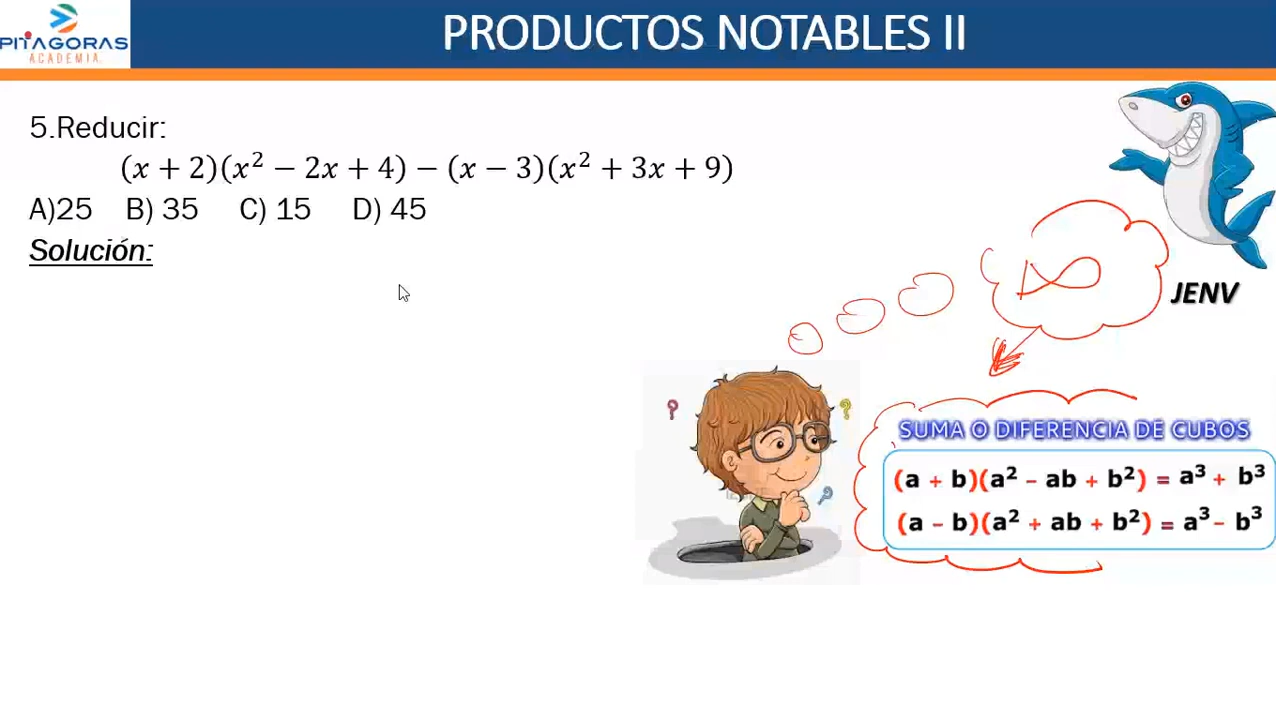 PITAGORAS
ACADEMIA.
PRODUCTOS NOTABLES II
5.Reducir:
(x + 2)(x² − 2x + 4) − (x − 3)(x² + 3x + 9)
A)25 B) 35 C) 15 D) 45
Solución:
JENV
SUMA O DIFERENCIA DE CUBOS
(a + b)(a² - ab + b²) = a³ + b³
(a - b)(a² + ab + b²) = a³ - b³